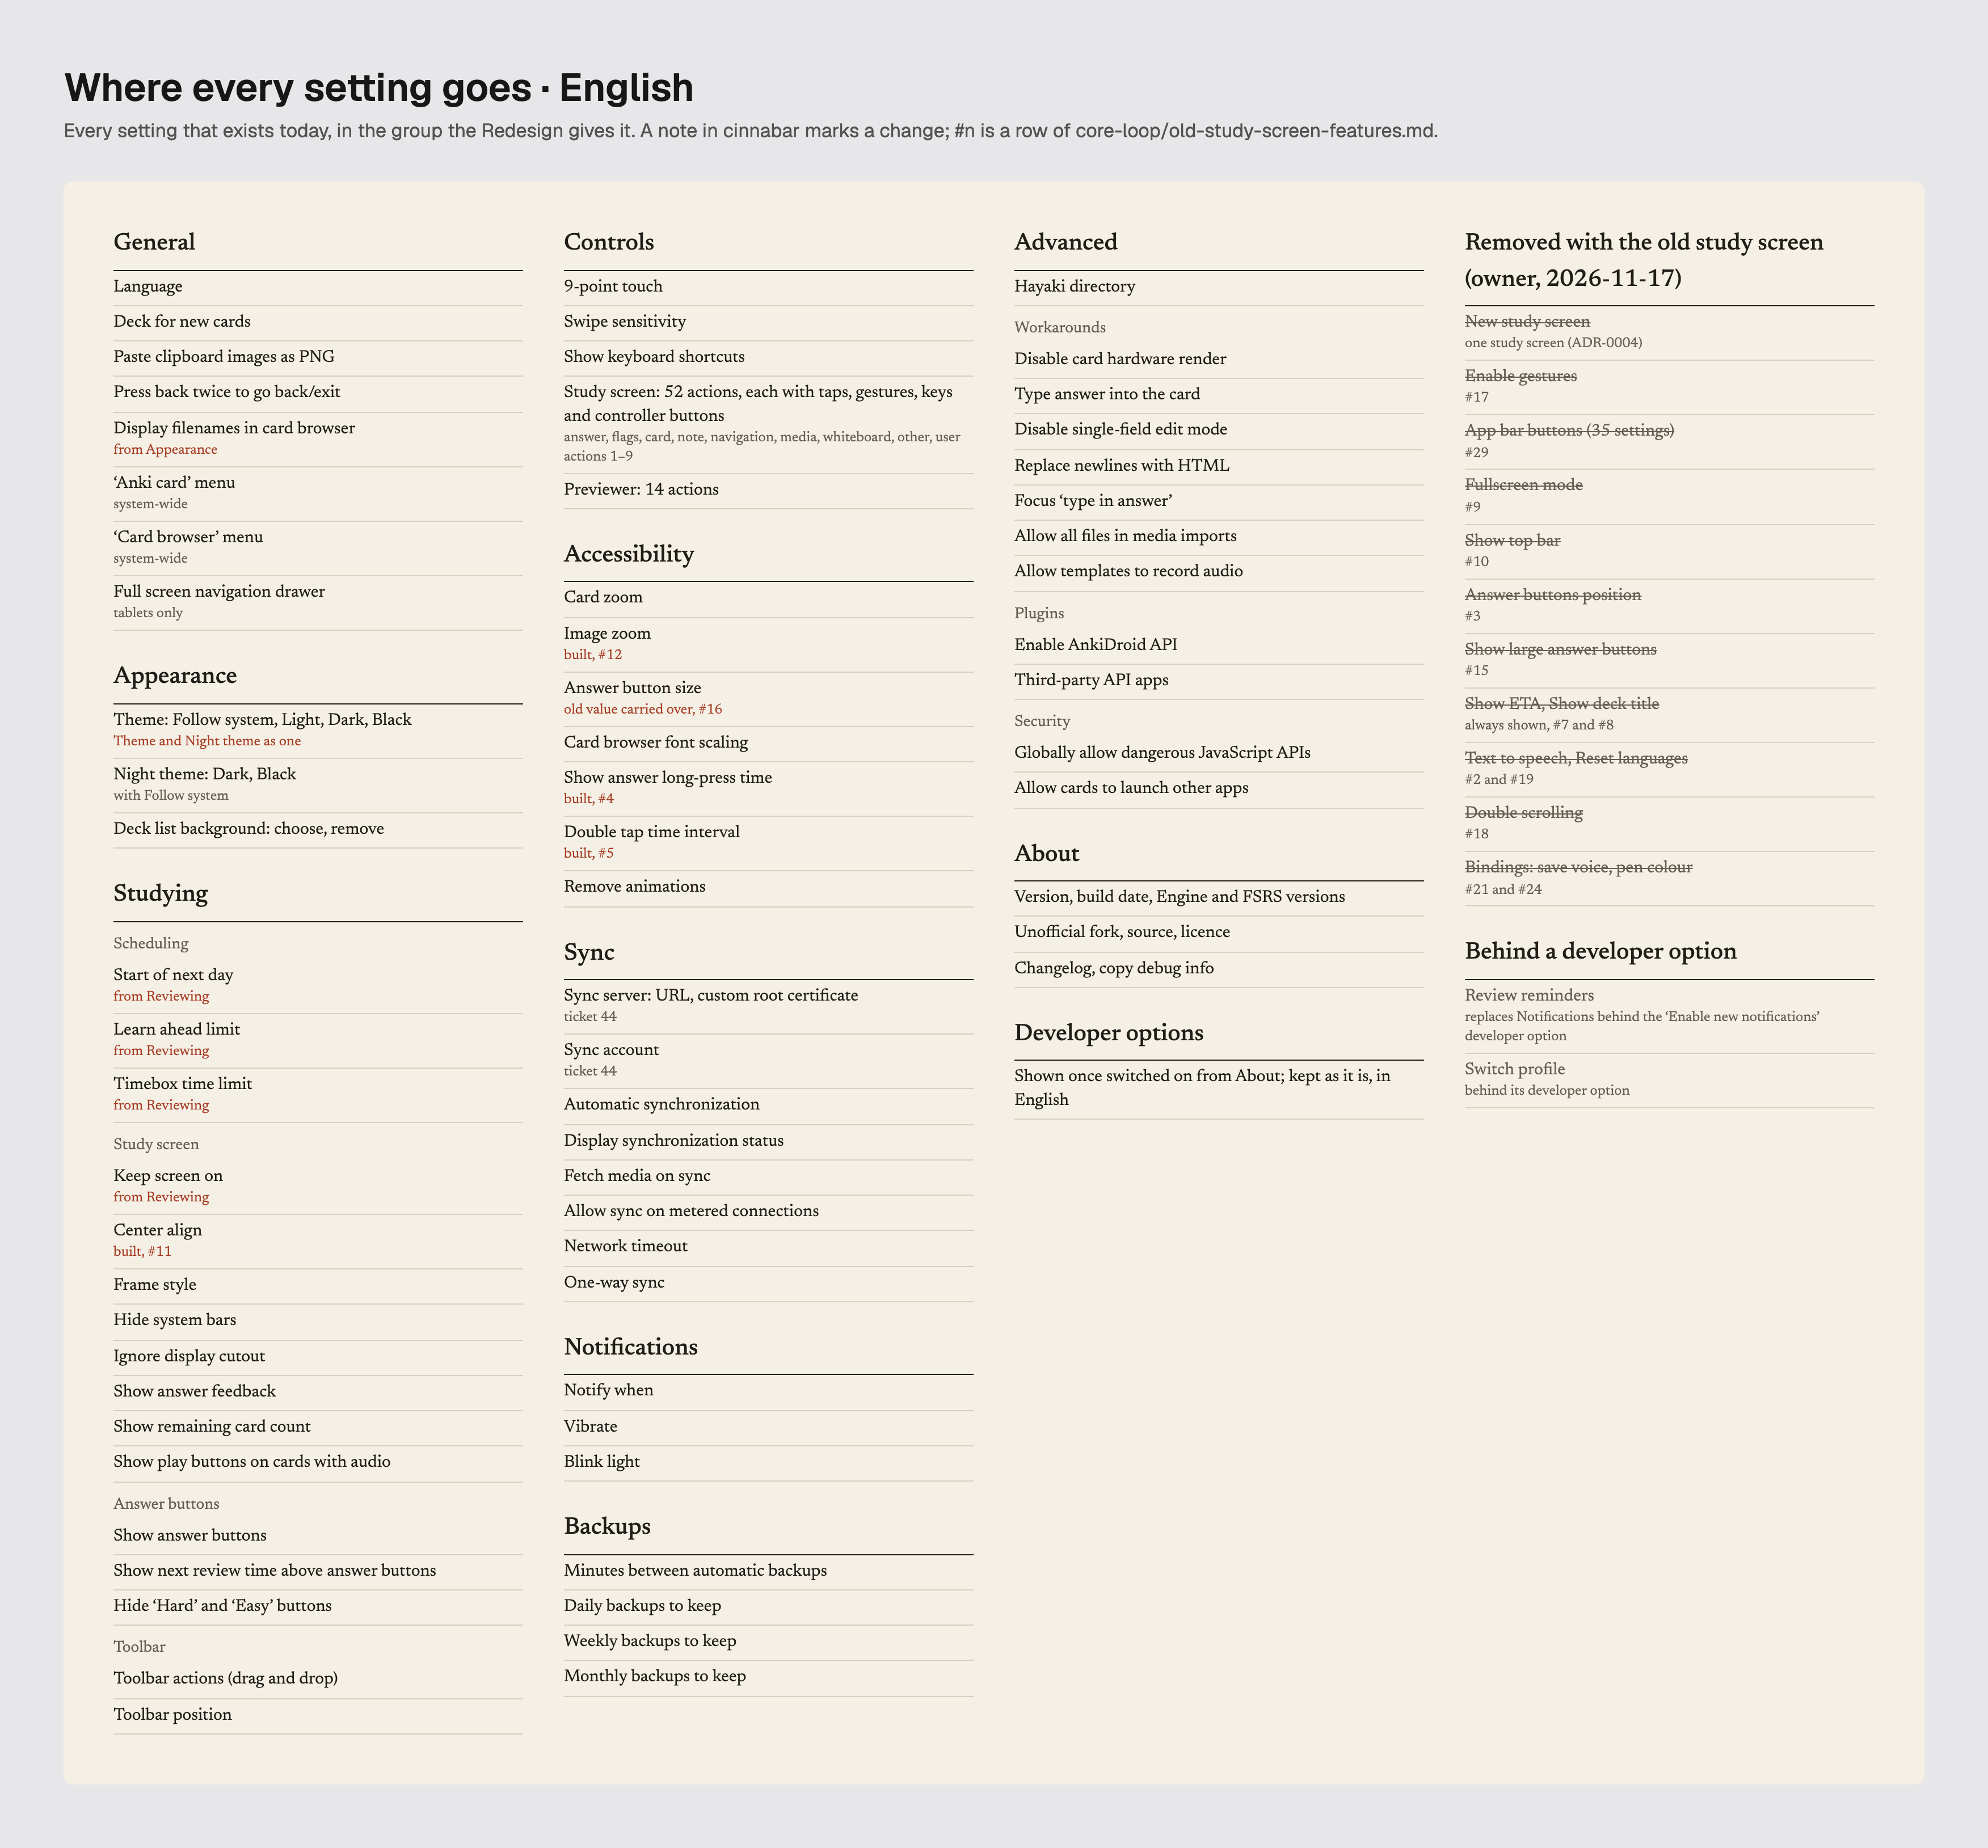 Where every setting goes · English
Every setting that exists today, in the group the Redesign gives it. A note in cinnabar marks a change; #n is a row of core-loop/old-study-screen-features.md.
General
Language
Deck for new cards
Paste clipboard images as PNG
Press back twice to go back/exit
Display filenames in card browser
from Appearance
‘Anki card’ menu
system-wide
‘Card browser’ menu
system-wide
Full screen navigation drawer
tablets only
Appearance
Theme: Follow system, Light, Dark, Black
Theme and Night theme as one
Night theme: Dark, Black
with Follow system
Deck list background: choose, remove
Studying
Scheduling
Start of next day
from Reviewing
Learn ahead limit
from Reviewing
Timebox time limit
from Reviewing
Study screen
Keep screen on
from Reviewing
Center align
built, #11
Frame style
Hide system bars
Ignore display cutout
Show answer feedback
Show remaining card count
Show play buttons on cards with audio
Answer buttons
Show answer buttons
Show next review time above answer buttons
Hide ‘Hard’ and ‘Easy’ buttons
Toolbar
Toolbar actions (drag and drop)
Toolbar position
Controls
9-point touch
Swipe sensitivity
Show keyboard shortcuts
Study screen: 52 actions, each with taps, gestures, keys
and controller buttons
answer, flags, card, note, navigation, media, whiteboard, other, user
actions 1–9
Previewer: 14 actions
Accessibility
Card zoom
Image zoom
built, #12
Answer button size
old value carried over, #16
Card browser font scaling
Show answer long-press time
built, #4
Double tap time interval
built, #5
Remove animations
Sync
Sync server: URL, custom root certificate
ticket 44
Sync account
ticket 44
Automatic synchronization
Display synchronization status
Fetch media on sync
Allow sync on metered connections
Network timeout
One-way sync
Notifications
Notify when
Vibrate
Blink light
Backups
Minutes between automatic backups
Daily backups to keep
Weekly backups to keep
Monthly backups to keep
Advanced
Hayaki directory
Workarounds
Disable card hardware render
Type answer into the card
Disable single-field edit mode
Replace newlines with HTML
Focus ‘type in answer’
Allow all files in media imports
Allow templates to record audio
Plugins
Enable AnkiDroid API
Third-party API apps
Security
Globally allow dangerous JavaScript APIs
Allow cards to launch other apps
About
Version, build date, Engine and FSRS versions
Unofficial fork, source, licence
Changelog, copy debug info
Developer options
Shown once switched on from About; kept as it is, in
English
Removed with the old study screen
(owner, 2026-11-17)
New study screen
one study screen (ADR-0004)
Enable gestures
#17
App bar buttons (35 settings)
#29
Fullscreen mode
#9
Show top bar
#10
Answer buttons position
#3
Show large answer buttons
#15
Show ETA, Show deck title
always shown, #7 and #8
Text to speech, Reset languages
#2 and #19
Double scrolling
#18
Bindings: save voice, pen colour
#21 and #24
Behind a developer option
Review reminders
replaces Notifications behind the ‘Enable new notifications’
developer option
Switch profile
behind its developer option